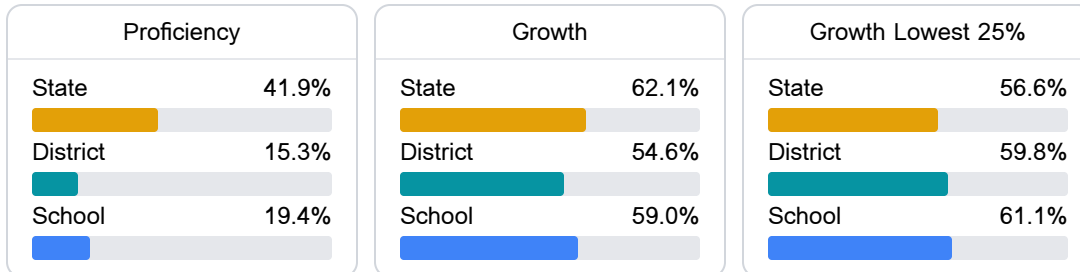 Proficiency
State 41.9%
District 15.3%
School 19.4%
Growth
State 62.1%
District 54.6%
School 59.0%
Growth Lowest 25%
State 56.6%
District 59.8%
School 61.1%